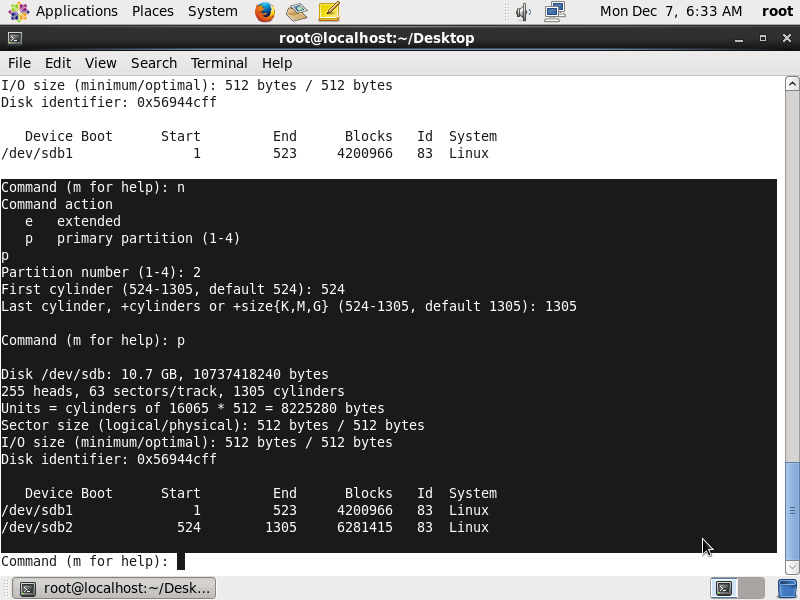 Applications Places System Mon Dec 7, 6:33 AM root
root@localhost:~/Desktop
File Edit View Search Terminal Help
I/O size (minimum/optimal): 512 bytes / 512 bytes
Disk identifier: 0x56944cff
Device Boot Start End Blocks Id System
/dev/sdb1 1 523 4200966 83 Linux
Command (m for help): n
Command action
e extended
p primary partition (1-4)
p
Partition number (1-4): 2
First cylinder (524-1305, default 524): 524
Last cylinder, +cylinders or +size{K,M,G} (524-1305, default 1305): 1305
Command (m for help): p
Disk /dev/sdb: 10.7 GB, 10737418240 bytes
255 heads, 63 sectors/track, 1305 cylinders
Units = cylinders of 16065 * 512 = 8225280 bytes
Sector size (logical/physical): 512 bytes / 512 bytes
I/O size (minimum/optimal): 512 bytes / 512 bytes
Disk identifier: 0x56944cff
Device Boot Start End Blocks Id System
/dev/sdb1 1 523 4200966 83 Linux
/dev/sdb2 524 1305 6281415 83 Linux
Command (m for help):
root@localhost:~/Desk...